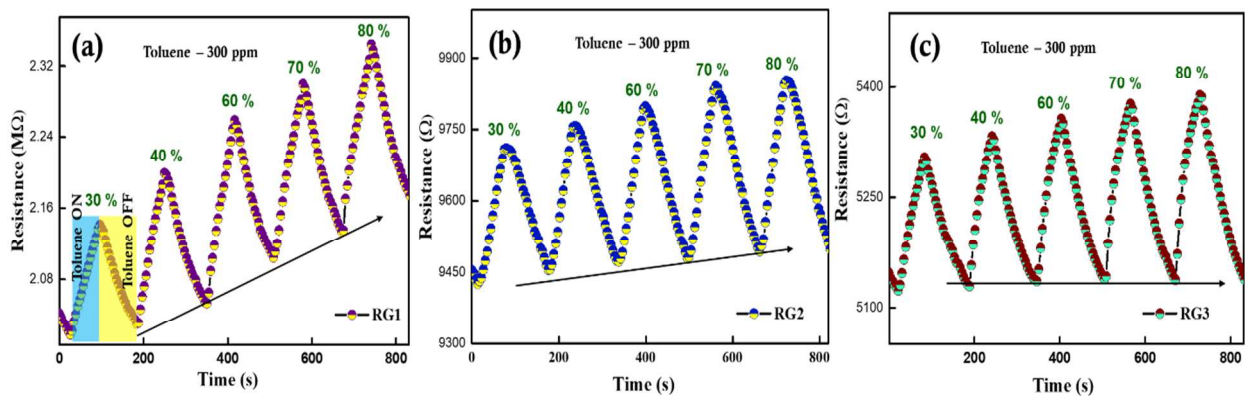 (a)
Toluene – 300 ppm
30 %
40 %
60 %
70 %
80 %
Toluene ON
Toluene OFF
RG1
Resistance (MΩ)
2.32
2.24
2.16
2.08
0
200
400
600
800
Time (s)
(b)
Toluene – 300 ppm
30 %
40 %
60 %
70 %
80 %
RG2
Resistance (Ω)
9900
9750
9600
9450
9300
0
200
400
600
800
Time (s)
(c)
Toluene – 300 ppm
30 %
40 %
60 %
70 %
80 %
RG3
Resistance (Ω)
5400
5250
5100
200
400
600
800
Time (s)